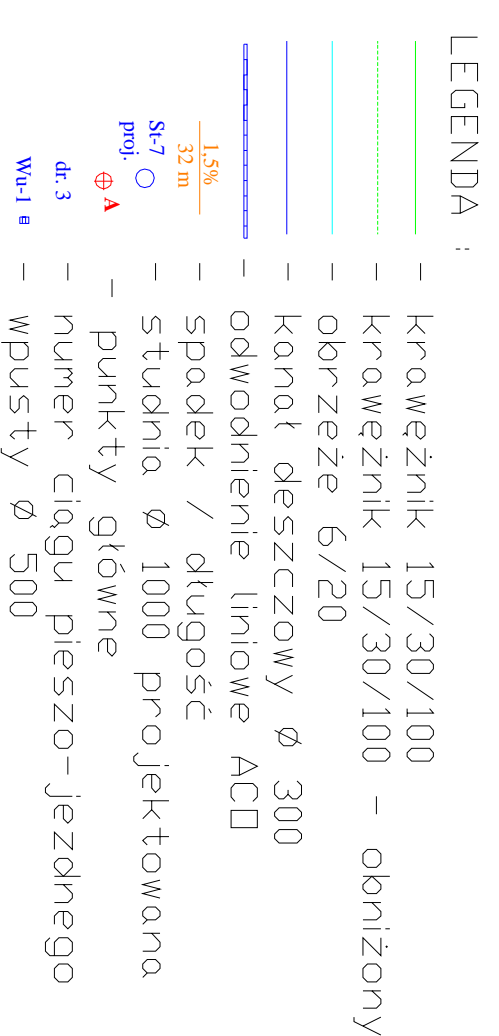 LEGENDA :
- krawężnik 15/30/100
- krawężnik 15/30/100 - obniżony
- obrzeże 6/20
- kanał deszczowy Ø 300
- odwodnienie liniowe ACO
1,5%
32 m
- spadek / długość
St-7
proj.
- studnia Ø 1000 projektowana
A
- punkty główne
dr. 3
- numer ciągu pieszo-jezdnego
Wu-1
- wpusty Ø 500